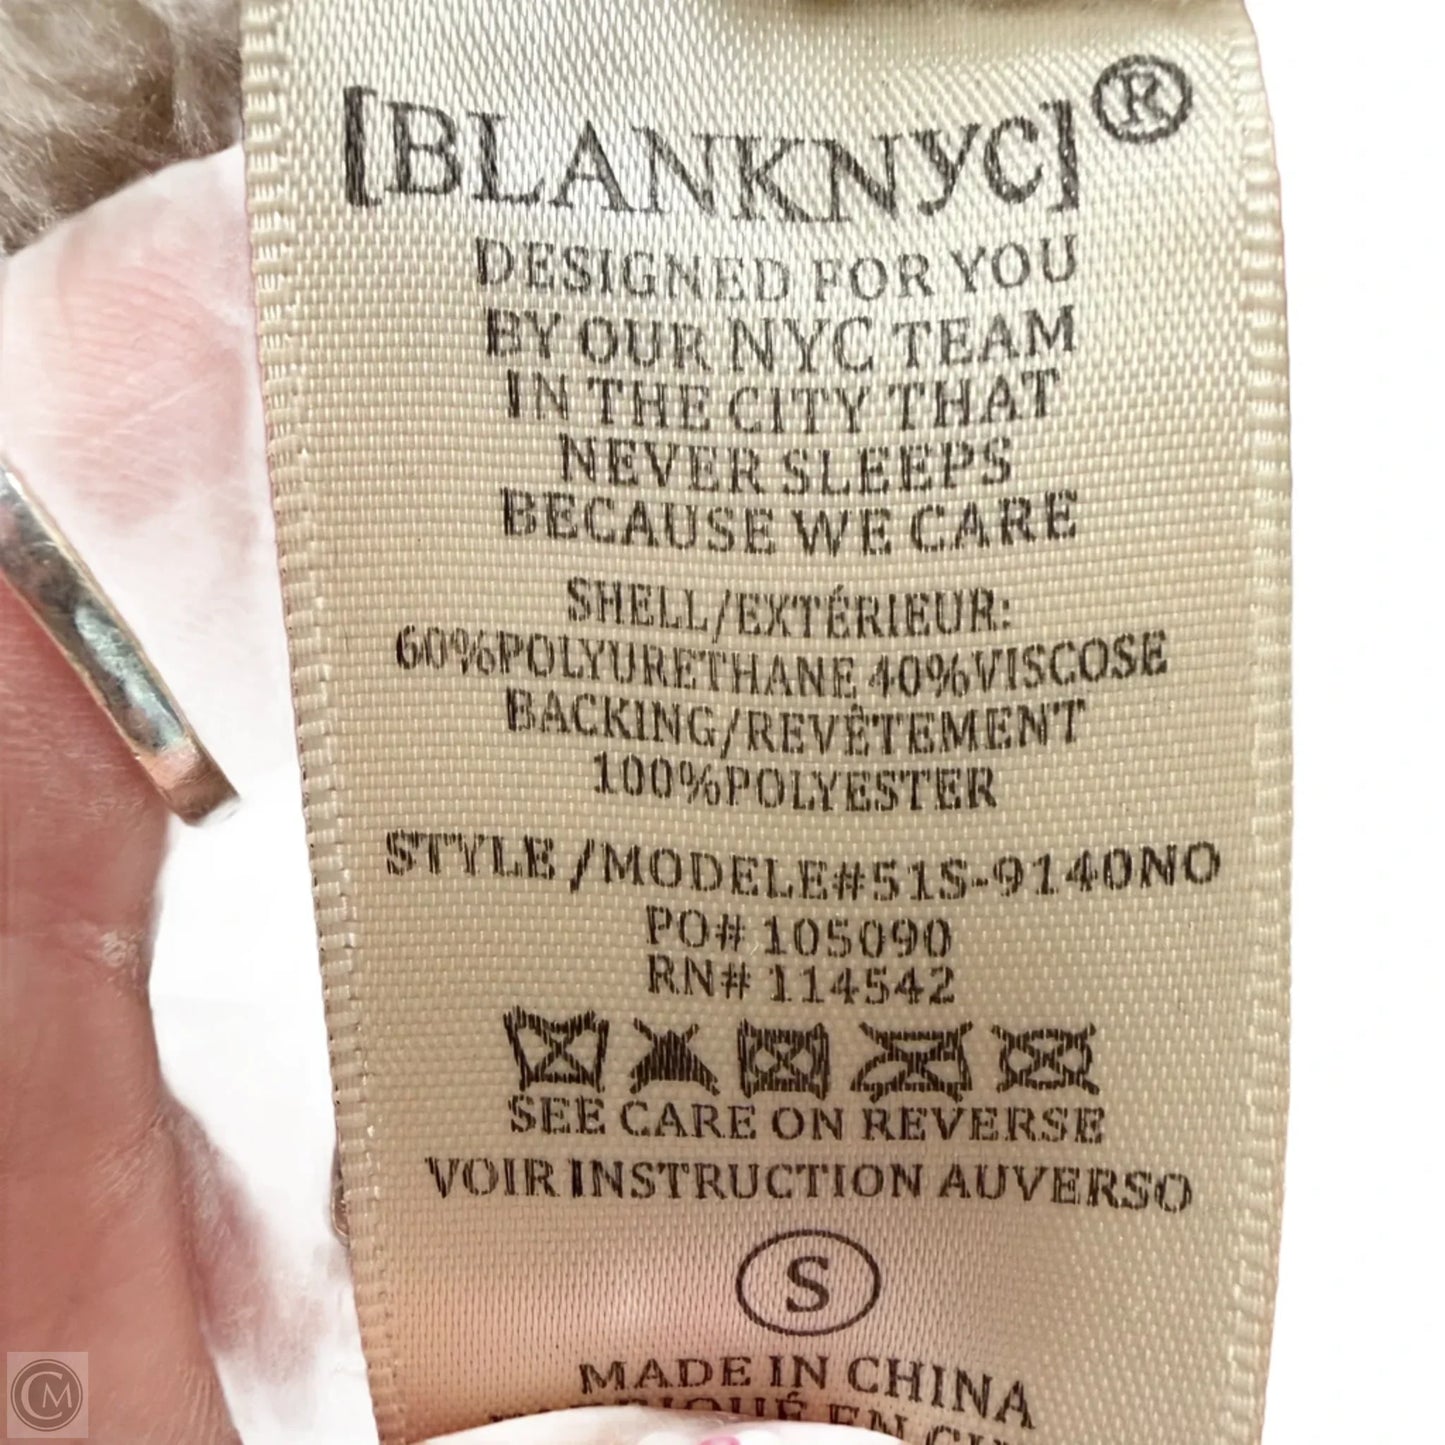 [BLANKNYC]®
DESIGNED FOR YOU
BY OUR NYC TEAM
IN THE CITY THAT
NEVER SLEEPS
BECAUSE WE CARE
SHELL/EXTÉRIEUR:
60%POLYURETHANE 40%VISCOSE
BACKING/REVÊTEMENT
100%POLYESTER
STYLE/MODELE#51S-9140NO
PO# 105090
RN# 114542
SEE CARE ON REVERSE
VOIR INSTRUCTION AUVERSO
S
MADE IN CHINA
EN
CM